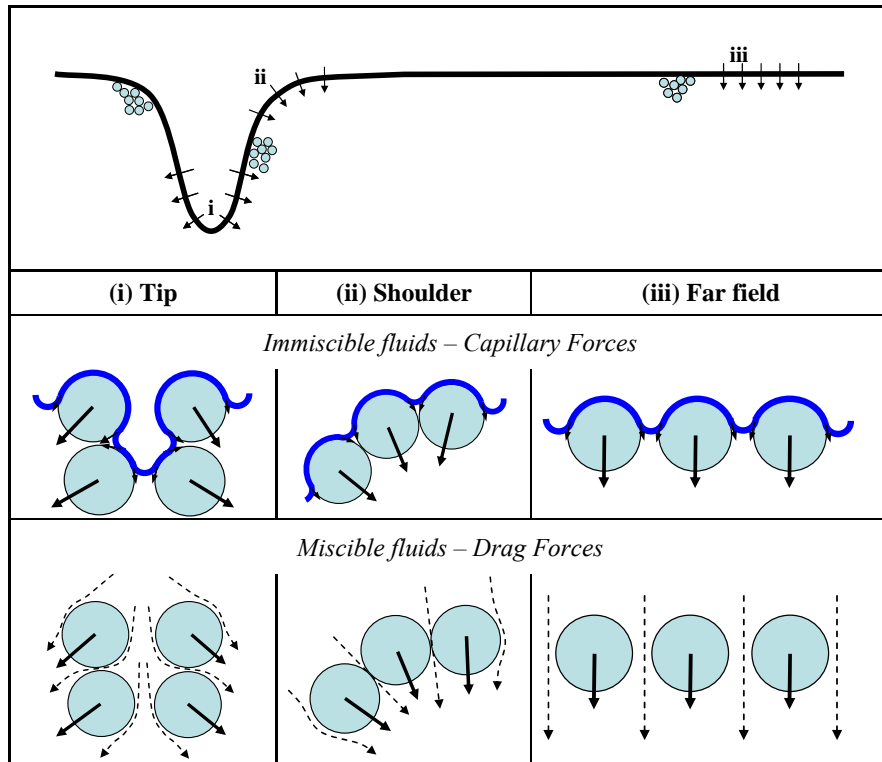 iii
ii
i
(i) Tip
(ii) Shoulder
(iii) Far field
Immiscible fluids – Capillary Forces
Miscible fluids – Drag Forces